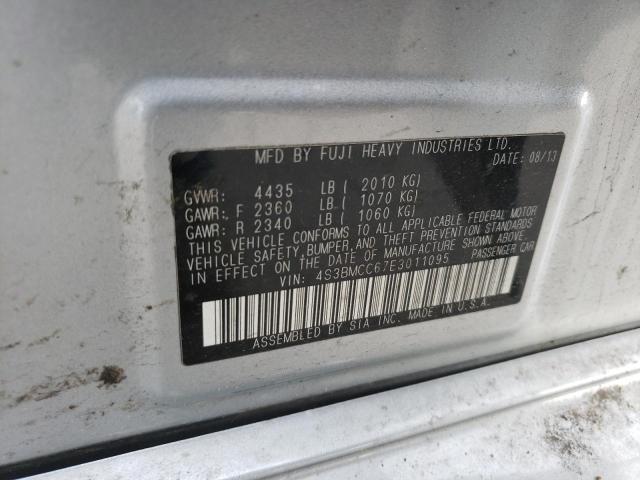 MFD BY FUJI HEAVY INDUSTRIES LTD.
DATE: 08/13
GVWR: 4435 LB ( 2010 KG)
GAWR: F 2360 LB ( 1070 KG)
GAWR: R 2340 LB ( 1060 KG)
THIS VEHICLE CONFORMS TO ALL APPLICABLE FEDERAL MOTOR
VEHICLE SAFETY,BUMPER,AND THEFT PREVENTION STANDARDS
IN EFFECT ON THE DATE OF MANUFACTURE SHOWN ABOVE.
VIN: 4S3BMCC67E3011095 PASSENGER CAR
ASSEMBLED BY SIA INC. MADE IN U.S.A.